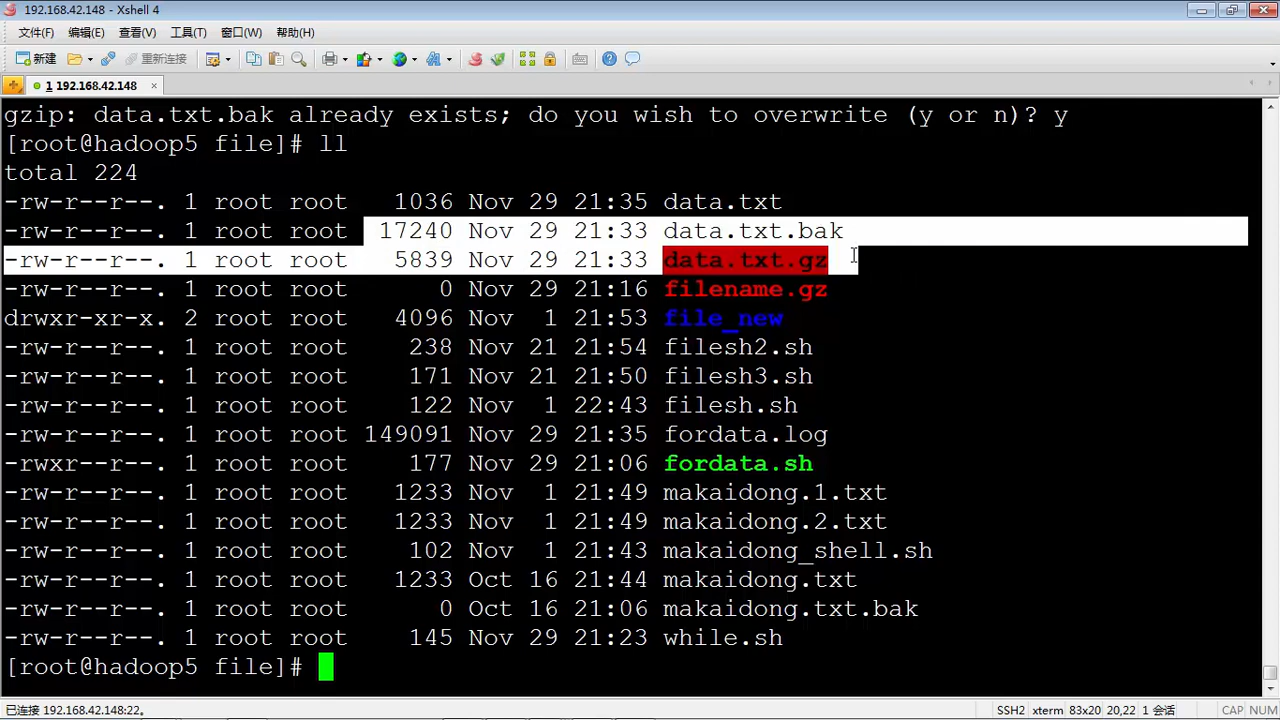 192.168.42.148 - Xshell 4
文件(F) 编辑(E) 查看(V) 工具(T) 窗口(W) 帮助(H)
新建 重新连接
1 192.168.42.148
gzip: data.txt.bak already exists; do you wish to overwrite (y or n)? y
[root@hadoop5 file]# ll
total 224
-rw-r--r--. 1 root root   1036 Nov 29 21:35 data.txt
-rw-r--r--. 1 root root  17240 Nov 29 21:33 data.txt.bak
-rw-r--r--. 1 root root   5839 Nov 29 21:33 data.txt.gz
-rw-r--r--. 1 root root      0 Nov 29 21:16 filename.gz
drwxr-xr-x. 2 root root   4096 Nov  1 21:53 file_new
-rw-r--r--. 1 root root    238 Nov 21 21:54 filesh2.sh
-rw-r--r--. 1 root root    171 Nov 21 21:50 filesh3.sh
-rw-r--r--. 1 root root    122 Nov  1 22:43 filesh.sh
-rw-r--r--. 1 root root 149091 Nov 29 21:35 fordata.log
-rwxr--r--. 1 root root    177 Nov 29 21:06 fordata.sh
-rw-r--r--. 1 root root   1233 Nov  1 21:49 makaidong.1.txt
-rw-r--r--. 1 root root   1233 Nov  1 21:49 makaidong.2.txt
-rw-r--r--. 1 root root    102 Nov  1 21:43 makaidong_shell.sh
-rw-r--r--. 1 root root   1233 Oct 16 21:44 makaidong.txt
-rw-r--r--. 1 root root      0 Oct 16 21:06 makaidong.txt.bak
-rw-r--r--. 1 root root    145 Nov 29 21:23 while.sh
[root@hadoop5 file]#
已连接 192.168.42.148:22。 SSH2 xterm 83x20 20,22 1 会话 CAP NUM